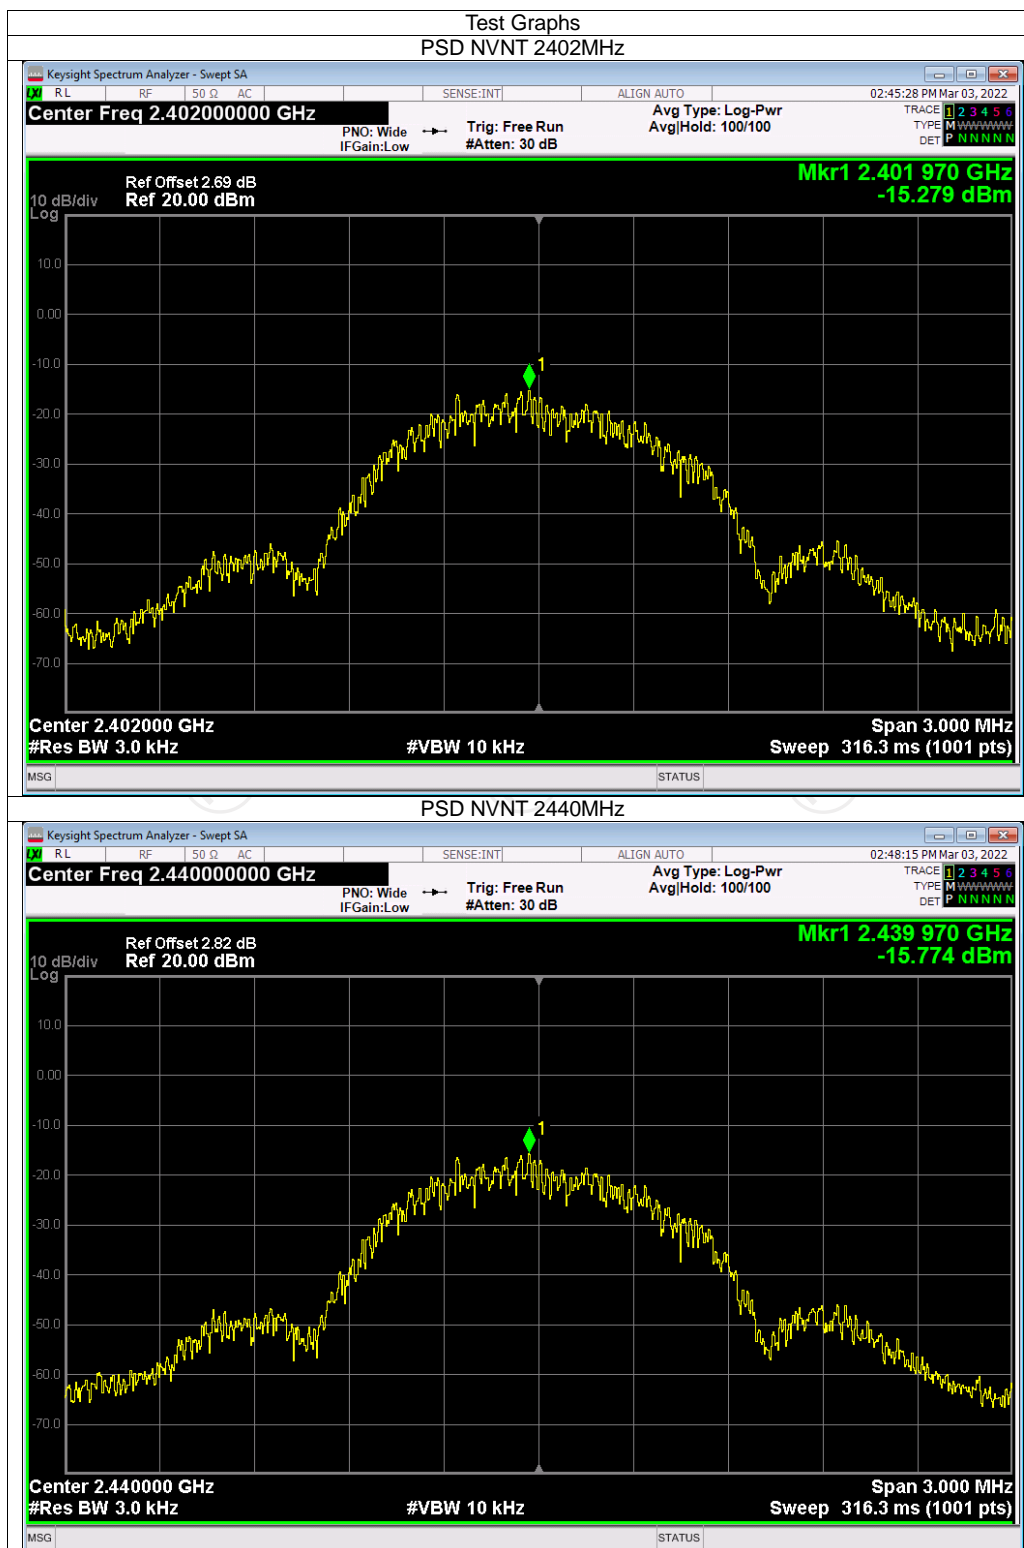 Test Graphs
PSD NVNT 2402MHz
Keysight Spectrum Analyzer - Swept SA
LXI RL RF 50 Ω AC SENSE:INT ALIGN AUTO 02:45:28 PM Mar 03, 2022
Center Freq 2.402000000 GHz
Avg Type: Log-Pwr
TRACE 1 2 3 4 5 6
PNO: Wide Trig: Free Run Avg|Hold: 100/100
TYPE M WWWWW
IFGain:Low #Atten: 30 dB
DET P N N N N N
Mkr1 2.401 970 GHz
-15.279 dBm
Ref Offset 2.69 dB
10 dB/div Ref 20.00 dBm
Log
10.0
0.00
1
-10.0
-20.0
-30.0
-40.0
-50.0
-60.0
-70.0
Center 2.402000 GHz Span 3.000 MHz
#Res BW 3.0 kHz #VBW 10 kHz Sweep 316.3 ms (1001 pts)
MSG STATUS
PSD NVNT 2440MHz
Keysight Spectrum Analyzer - Swept SA
LXI RL RF 50 Ω AC SENSE:INT ALIGN AUTO 02:48:15 PM Mar 03, 2022
Center Freq 2.440000000 GHz
Avg Type: Log-Pwr
TRACE 1 2 3 4 5 6
PNO: Wide Trig: Free Run Avg|Hold: 100/100
TYPE M WWWWW
IFGain:Low #Atten: 30 dB
DET P N N N N N
Mkr1 2.439 970 GHz
-15.774 dBm
Ref Offset 2.82 dB
10 dB/div Ref 20.00 dBm
Log
10.0
0.00
-10.0
1
-20.0
-30.0
-40.0
-50.0
-60.0
-70.0
Center 2.440000 GHz Span 3.000 MHz
#Res BW 3.0 kHz #VBW 10 kHz Sweep 316.3 ms (1001 pts)
MSG STATUS